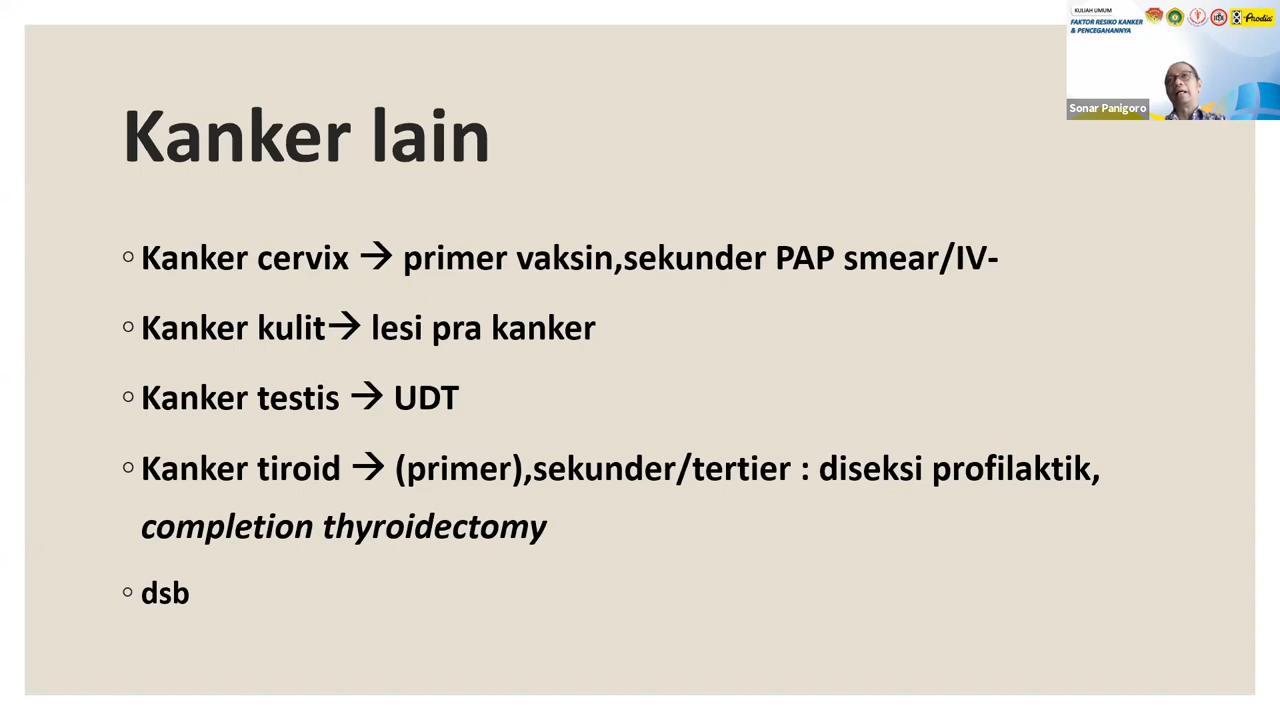 KULIAH UMUM
FAKTOR RESIKO KANKER
& PENCEGAHANNYA
Prodia
Sonar Panigoro
Kanker lain
◦ Kanker cervix → primer vaksin,sekunder PAP smear/IV-
◦ Kanker kulit→ lesi pra kanker
◦ Kanker testis → UDT
◦ Kanker tiroid → (primer),sekunder/tertier : diseksi profilaktik,
completion thyroidectomy
◦ dsb